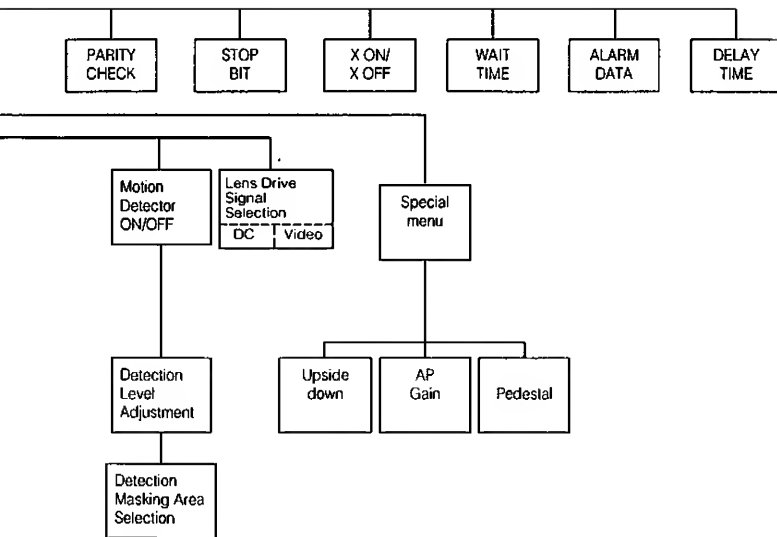 PARITY
CHECK
STOP
BIT
X ON/
X OFF
WAIT
TIME
ALARM
DATA
DELAY
TIME
Motion
Detector
ON/OFF
Lens Drive
Signal
Selection
DC Video
Special
menu
Detection
Level
Adjustment
Upside
down
AP
Gain
Pedestal
Detection
Masking Area
Selection